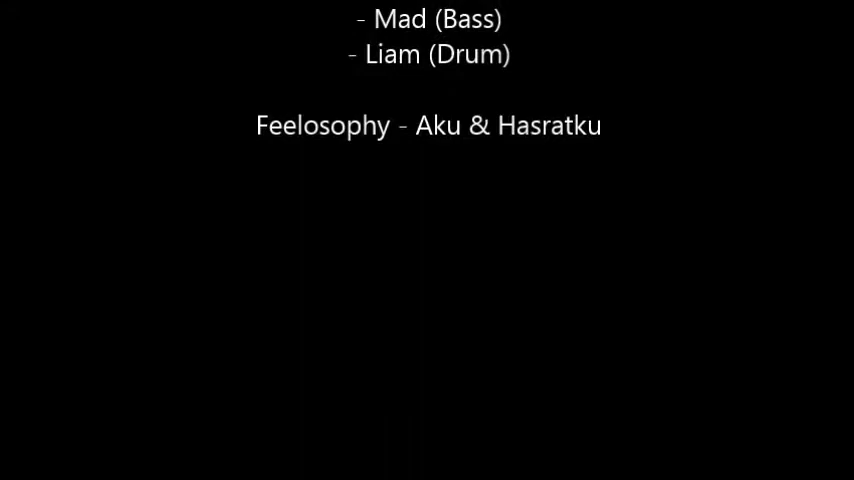 - Mad (Bass)
- Liam (Drum)
Feelosophy - Aku & Hasratku